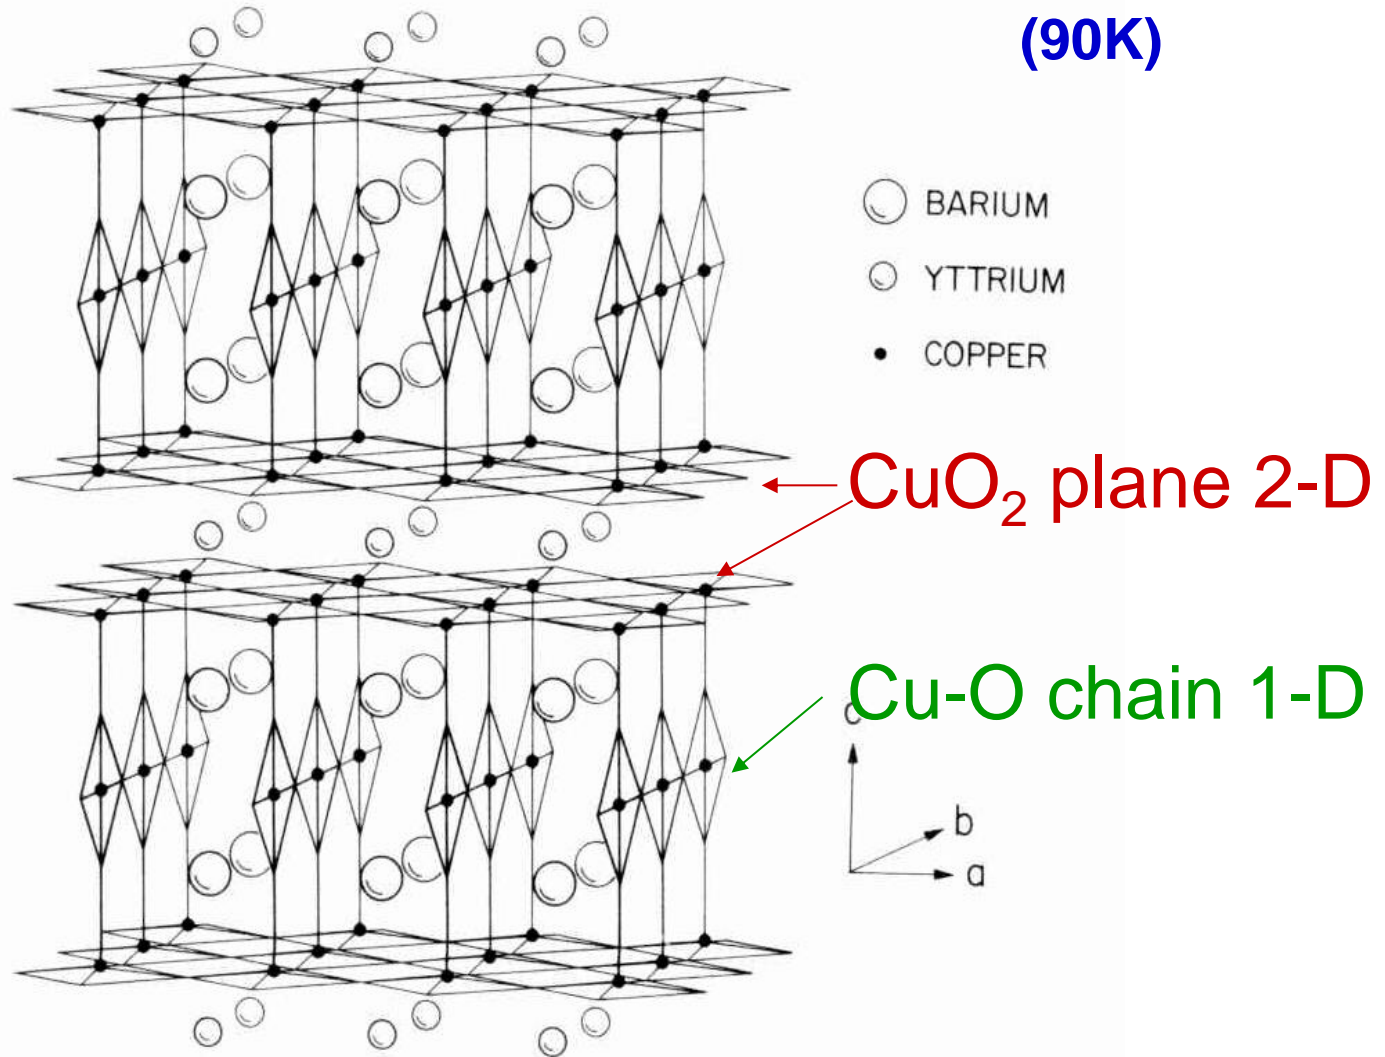 (90K)
BARIUM
YTTRIUM
COPPER
CuO₂ plane 2-D
Cu-O chain 1-D
c
b
a